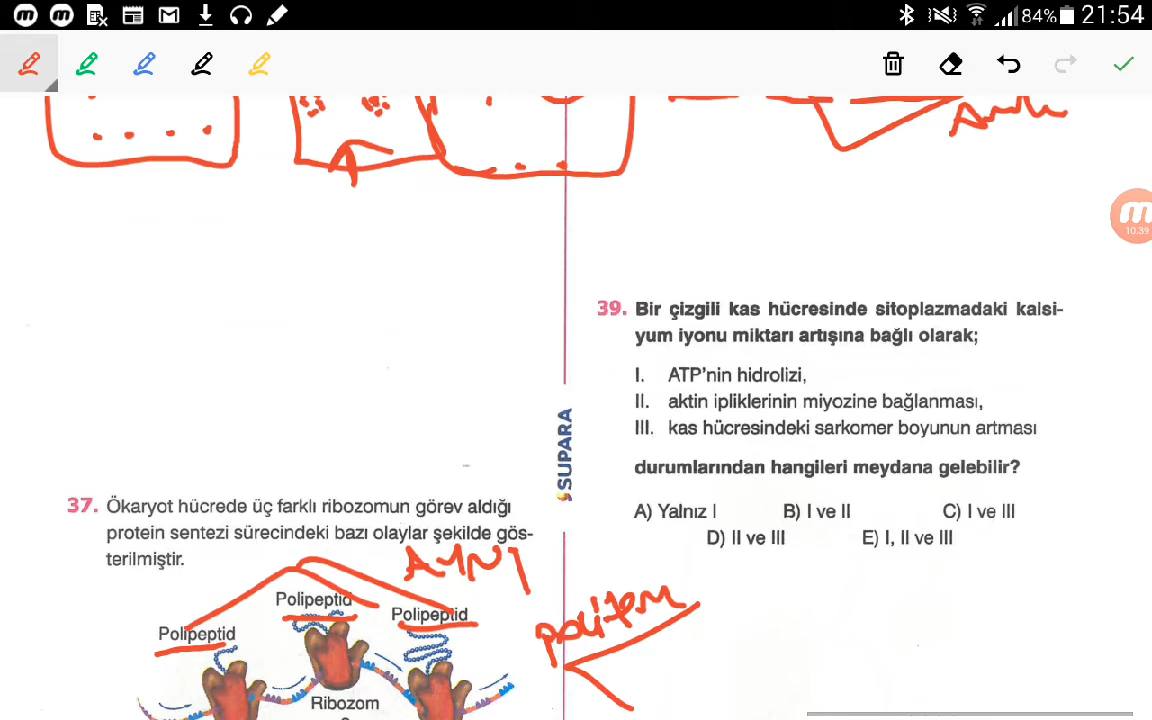 84% 21:54
10.39
37. Ökaryot hücrede üç farklı ribozomun görev aldığı
protein sentezi sürecindeki bazı olaylar şekilde gös-
terilmiştir.
AYNI
Polipeptid
Polipeptid
Polipeptid
Ribozom
SUPARA
39. Bir çizgili kas hücresinde sitoplazmadaki kalsi-
yum iyonu miktarı artışına bağlı olarak;
I. ATP'nin hidrolizi,
II. aktin ipliklerinin miyozine bağlanması,
III. kas hücresindeki sarkomer boyunun artması
durumlarından hangileri meydana gelebilir?
A) Yalnız I B) I ve II C) I ve III
D) II ve III E) I, II ve III